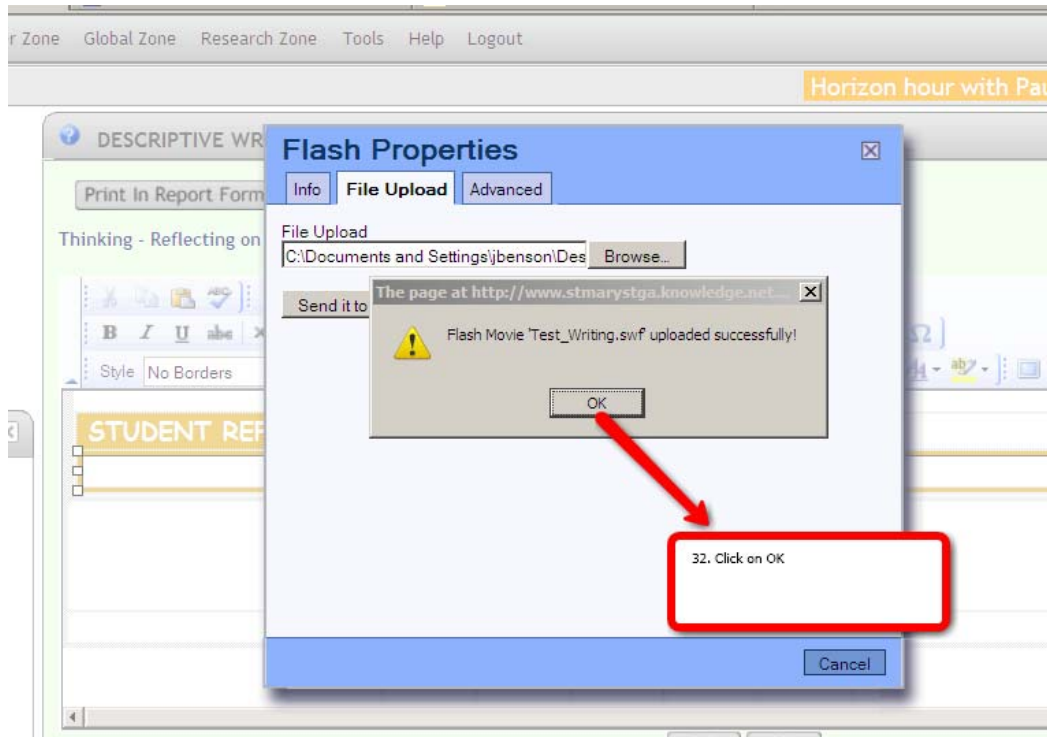 r Zone Global Zone Research Zone Tools Help Logout
Horizon hour with Pau
DESCRIPTIVE WR
Print In Report Form
Thinking - Reflecting on
Flash Properties
Info File Upload Advanced
File Upload
C:\Documents and Settings\jbenson\Des Browse...
Send it to
The page at http://www.stmarystga.knowledge.net...
Flash Movie 'Test_Writing.swf' uploaded successfully!
OK
B I U abc
Style No Borders
STUDENT REF
32. Click on OK
Cancel